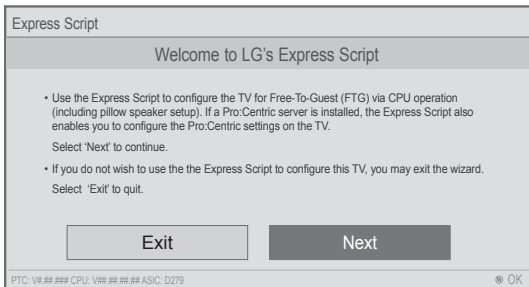 Express Script
Welcome to LG's Express Script
• Use the Express Script to configure the TV for Free-To-Guest (FTG) via CPU operation
(including pillow speaker setup). If a Pro:Centric server is installed, the Express Script also
enables you to configure the Pro:Centric settings on the TV.
Select 'Next' to continue.
• If you do not wish to use the the Express Script to configure this TV, you may exit the wizard.
Select 'Exit' to quit.
Exit
Next
PTC: V#.##.### CPU: V##.##.##.## ASIC: D279
OK